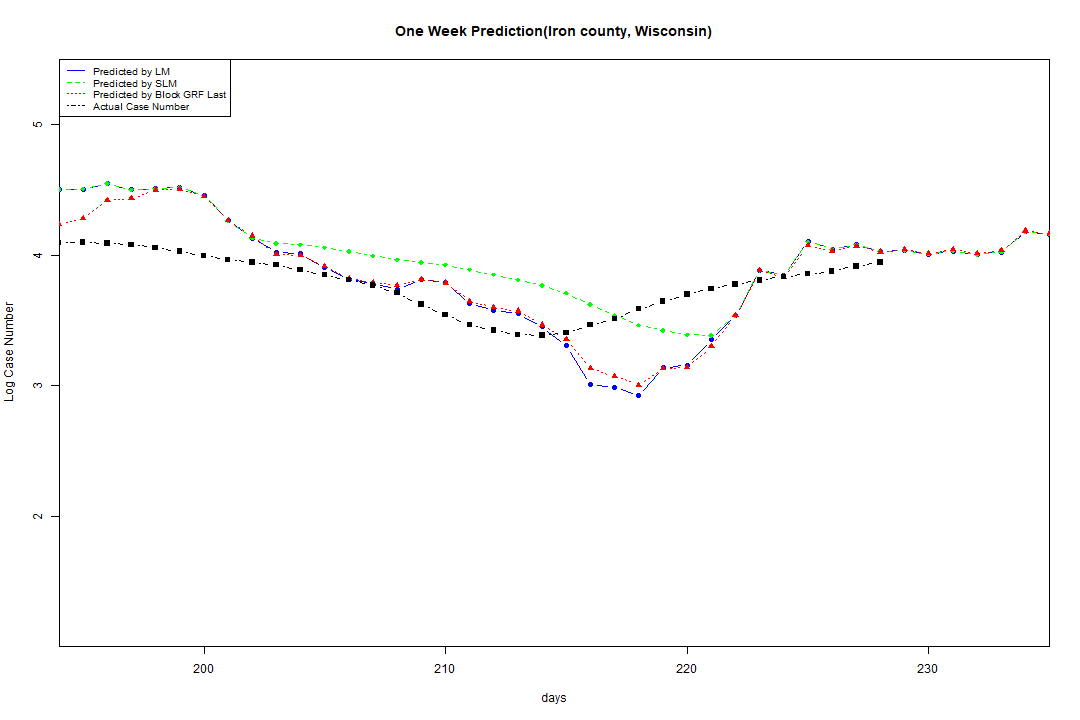 One Week Prediction(Iron county, Wisconsin)
Predicted by LM
Predicted by SLM
Predicted by Block GRF Last
Actual Case Number
5
4
3
2
Log Case Number
200 210 220 230
days